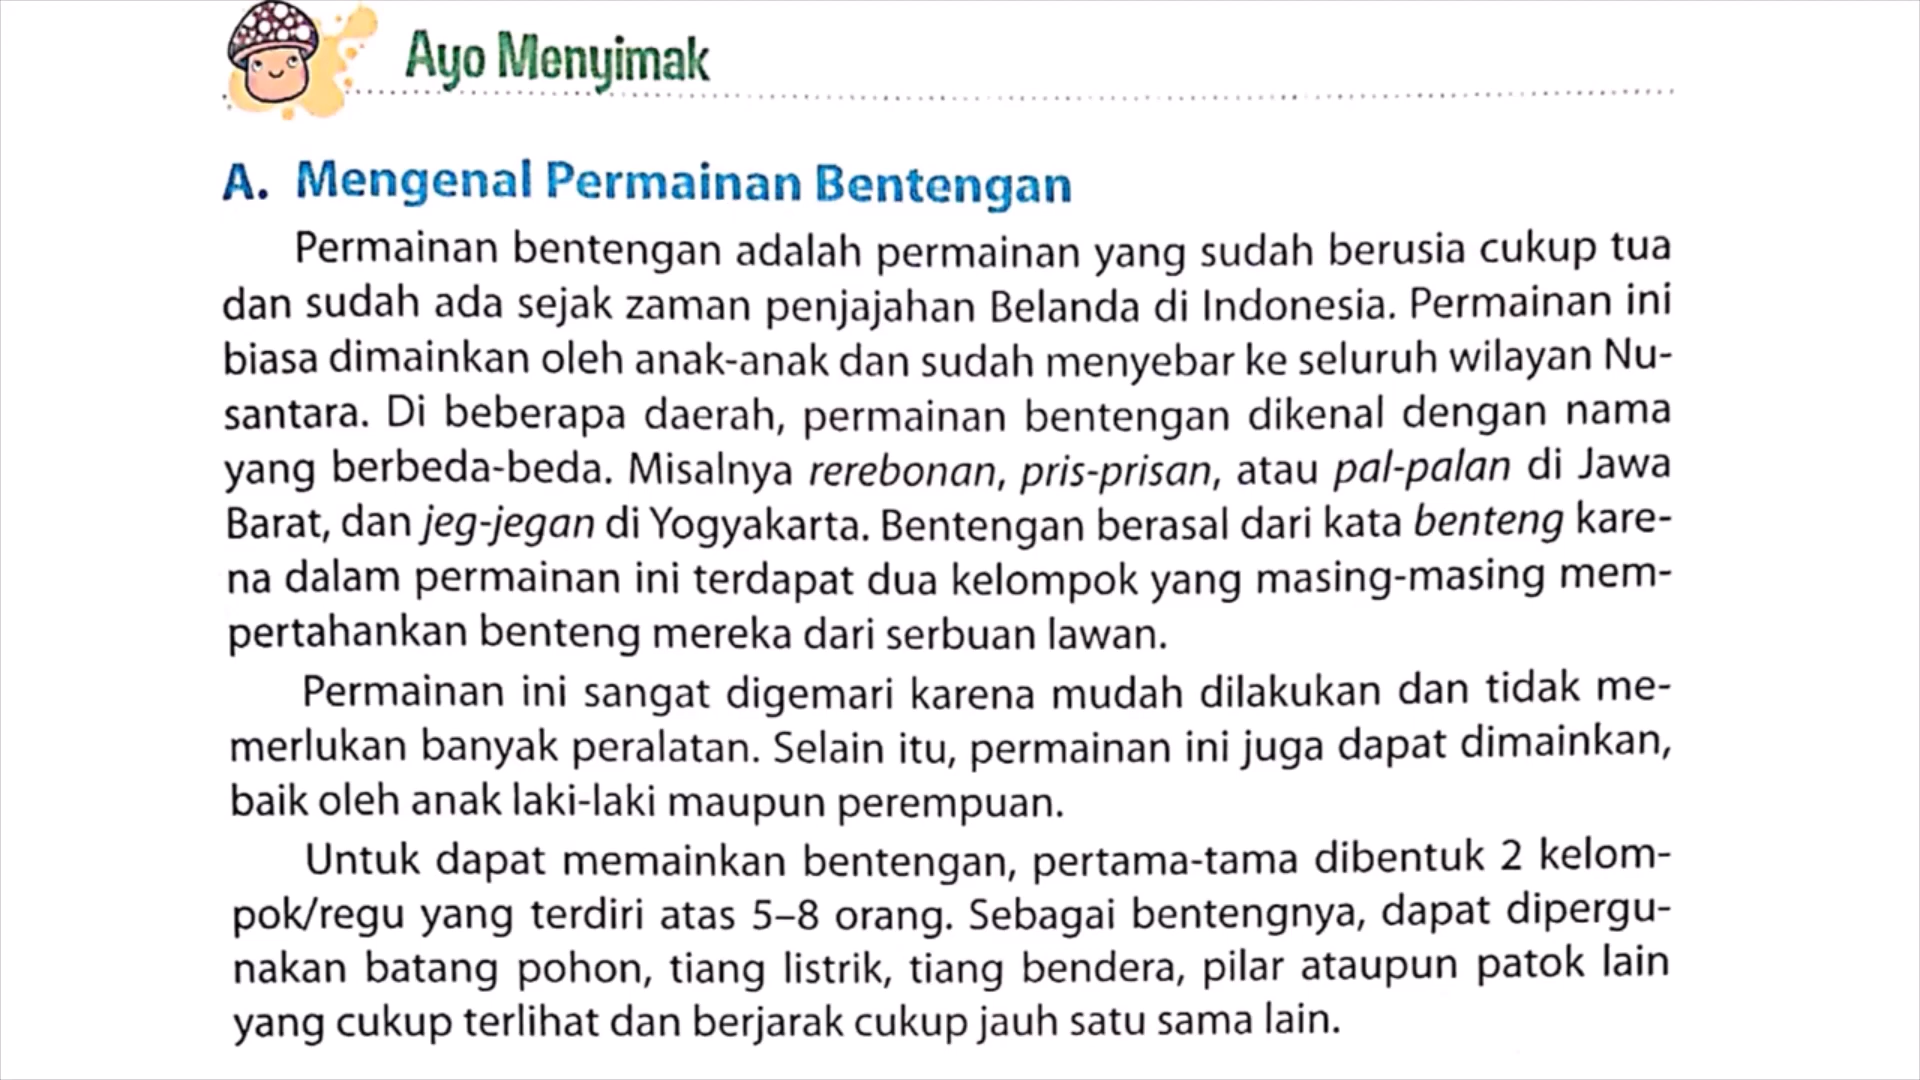 Ayo Menyimak
A. Mengenal Permainan Bentengan
Permainan bentengan adalah permainan yang sudah berusia cukup tua
dan sudah ada sejak zaman penjajahan Belanda di Indonesia. Permainan ini
biasa dimainkan oleh anak-anak dan sudah menyebar ke seluruh wilayan Nu-
santara. Di beberapa daerah, permainan bentengan dikenal dengan nama
yang berbeda-beda. Misalnya rerebonan, pris-prisan, atau pal-palan di Jawa
Barat, dan jeg-jegan di Yogyakarta. Bentengan berasal dari kata benteng kare-
na dalam permainan ini terdapat dua kelompok yang masing-masing mem-
pertahankan benteng mereka dari serbuan lawan.
Permainan ini sangat digemari karena mudah dilakukan dan tidak me-
merlukan banyak peralatan. Selain itu, permainan ini juga dapat dimainkan,
baik oleh anak laki-laki maupun perempuan.
Untuk dapat memainkan bentengan, pertama-tama dibentuk 2 kelom-
pok/regu yang terdiri atas 5–8 orang. Sebagai bentengnya, dapat dipergu-
nakan batang pohon, tiang listrik, tiang bendera, pilar ataupun patok lain
yang cukup terlihat dan berjarak cukup jauh satu sama lain.